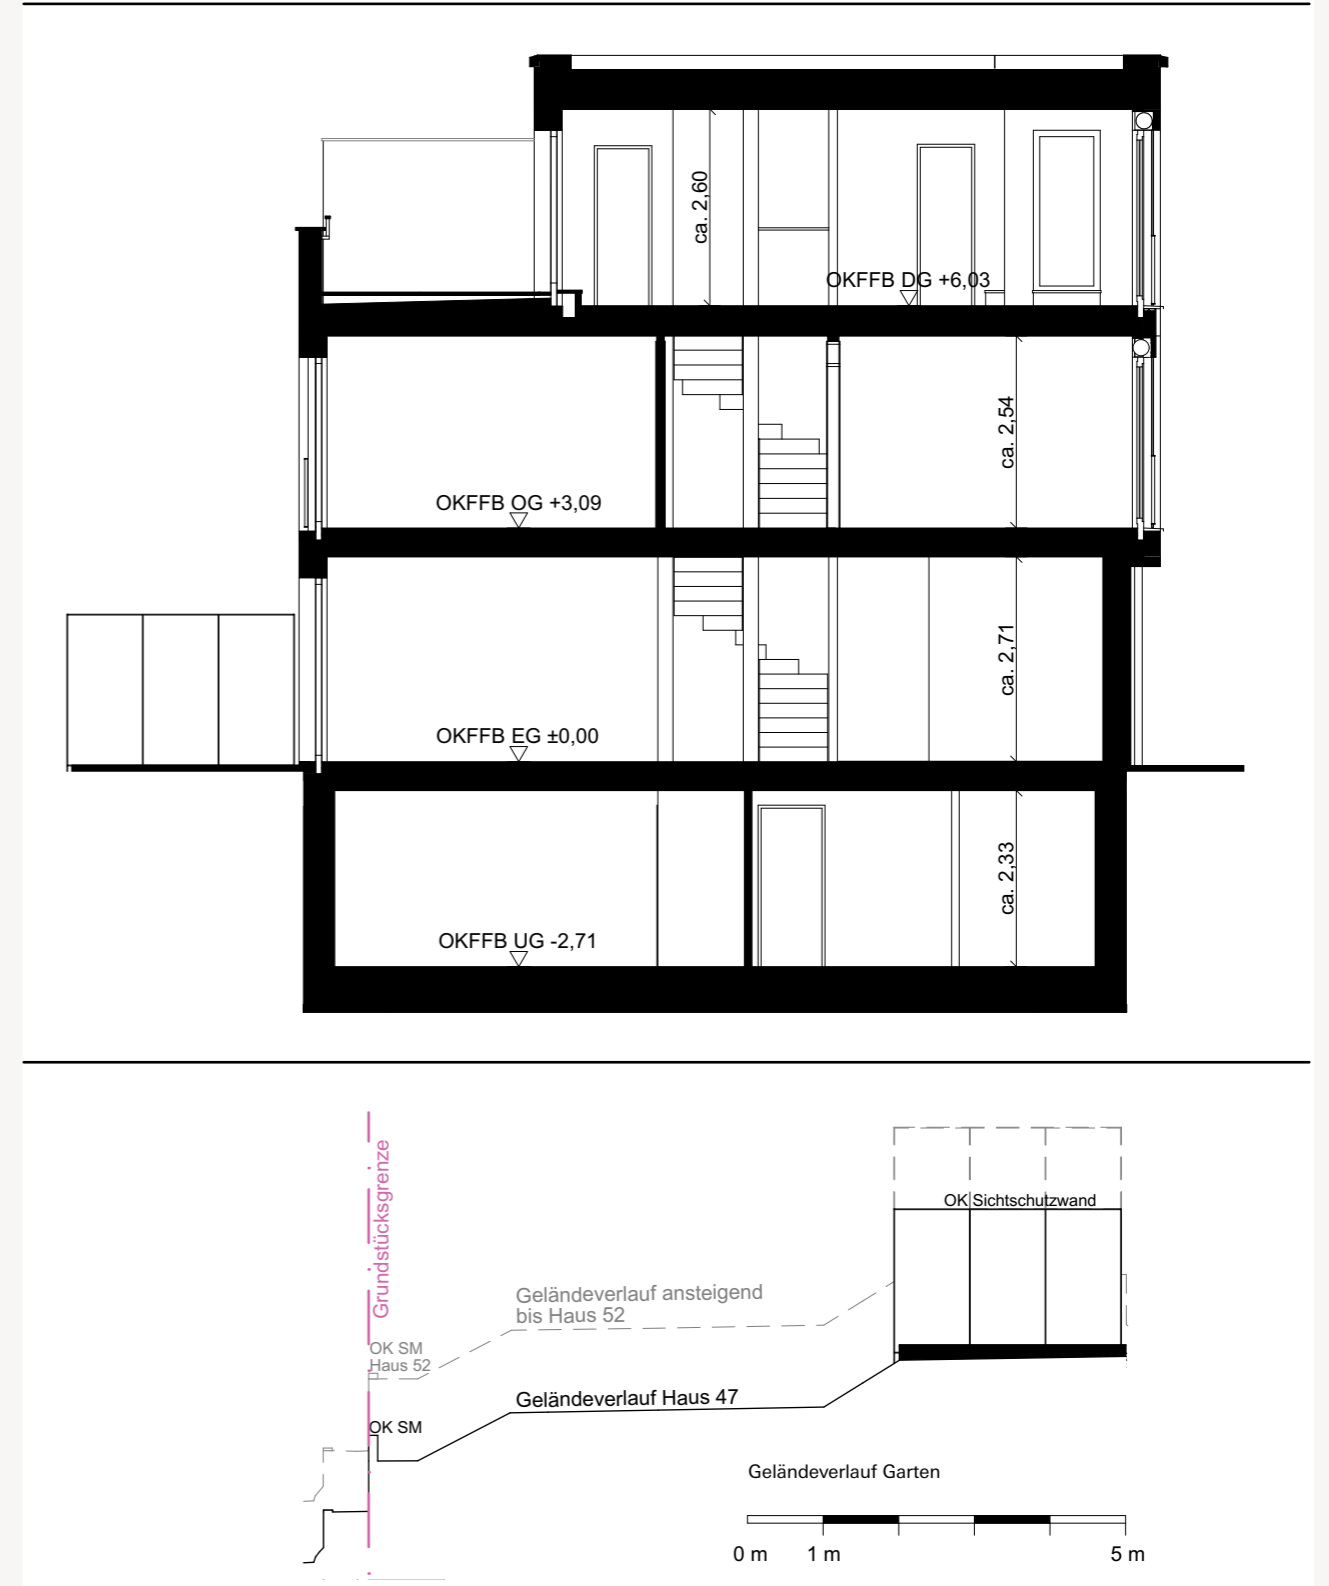 ca. 2,60
OKFFB DG +6,03
ca. 2,54
OKFFB OG +3,09
ca. 2,71
OKFFB EG ±0,00
ca. 2,33
OKFFB UG -2,71
Grundstücksgrenze
OK Sichtschutzwand
Geländeverlauf ansteigend
bis Haus 52
OK SM
Haus 52
Geländeverlauf Haus 47
OK SM
Geländeverlauf Garten
0 m 1 m 5 m